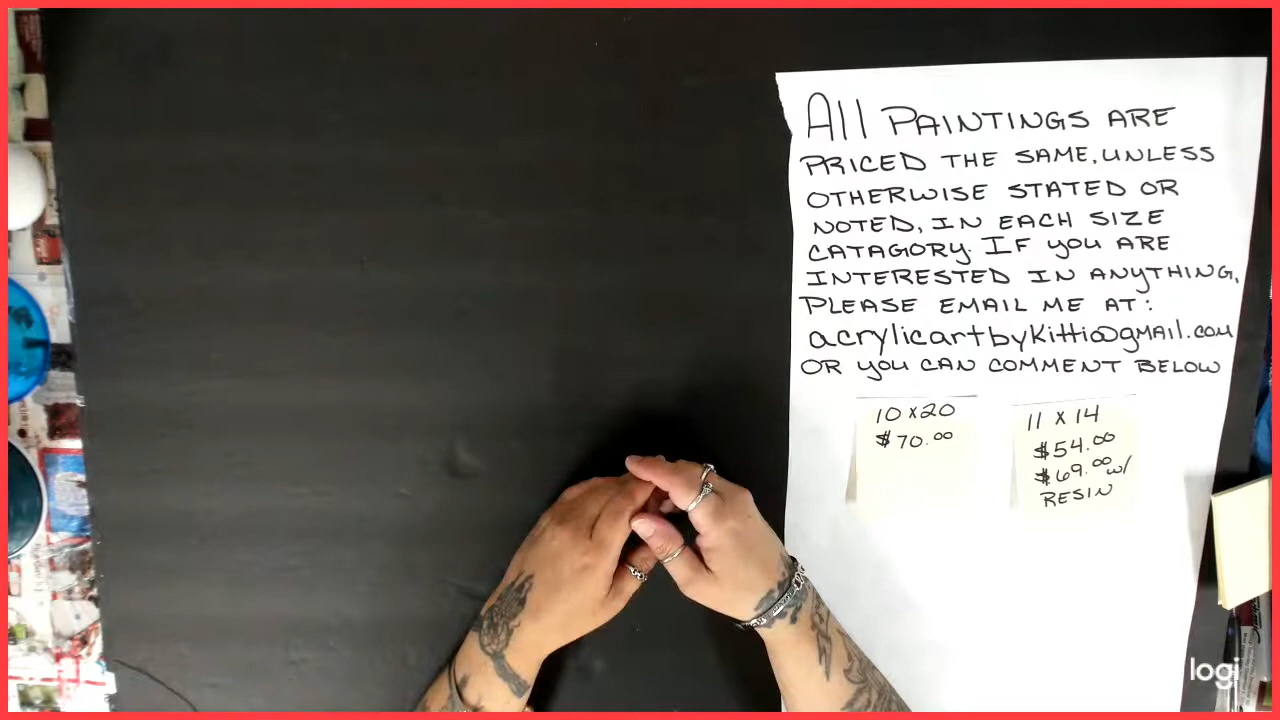 All PAINTINGS ARE
PRICED THE SAME, UNLESS
OTHERWISE STATED OR
NOTED, IN EACH SIZE
CATAGORY. IF YOU ARE
INTERESTED IN ANYTHING,
PLEASE EMAIL ME AT:
acrylicartbykitti@gmail.com
OR YOU CAN COMMENT BELOW
10 x 20
$70.00
11 x 14
$54.00
$69.00 w/
RESIN
logi